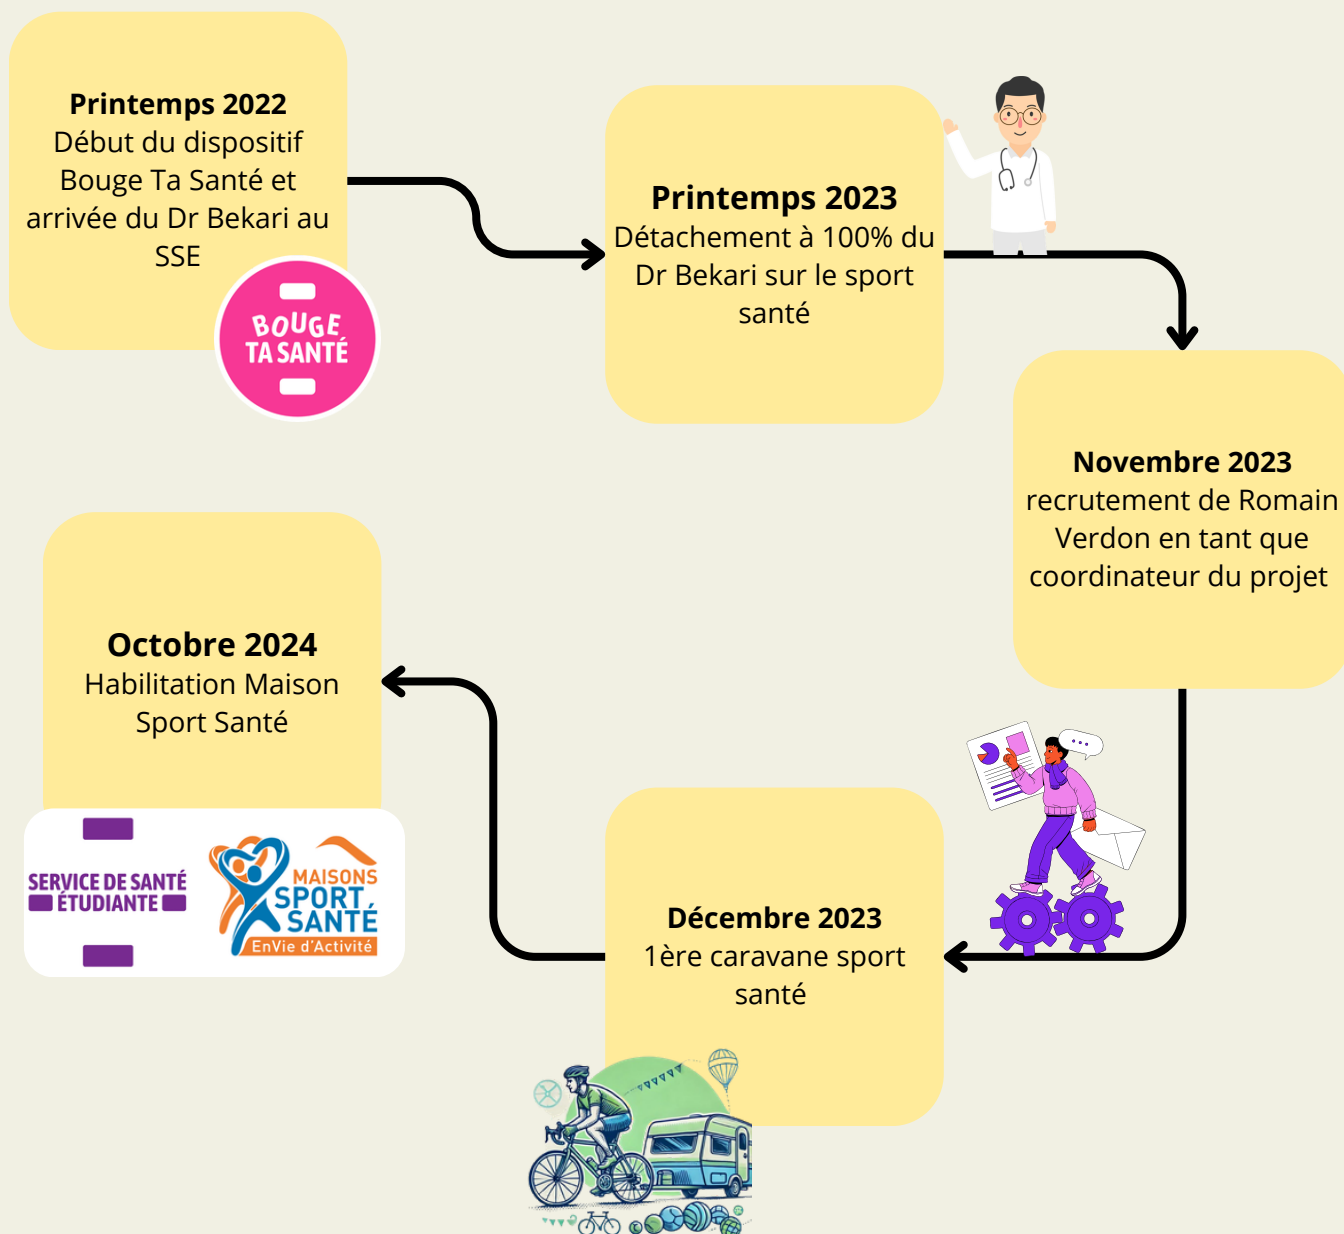 Printemps 2022
Début du dispositif
Bouge Ta Santé et
arrivée du Dr Bekari au
SSE
BOUGE
TA SANTÉ
Printemps 2023
Détachement à 100% du
Dr Bekari sur le sport
santé
Novembre 2023
recrutement de Romain
Verdon en tant que
coordinateur du projet
Décembre 2023
1ère caravane sport
santé
Octobre 2024
Habilitation Maison
Sport Santé
SERVICE DE SANTÉ
ÉTUDIANTE
MAISONS
SPORT
SANTÉ
EnVie d'Activité